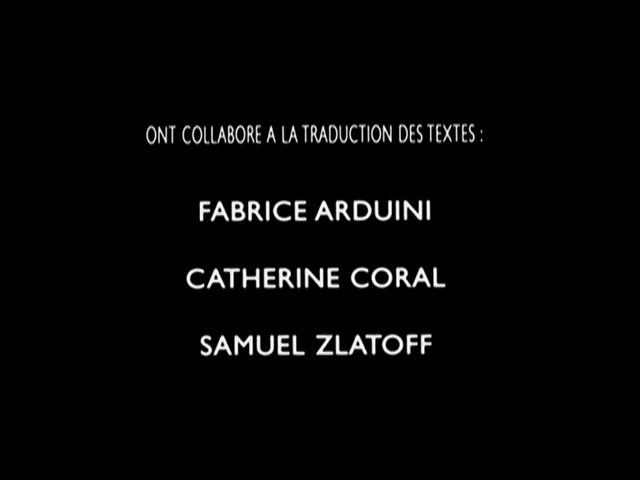 ONT COLLABORE A LA TRADUCTION DES TEXTES :
FABRICE ARDUINI
CATHERINE CORAL
SAMUEL ZLATOFF